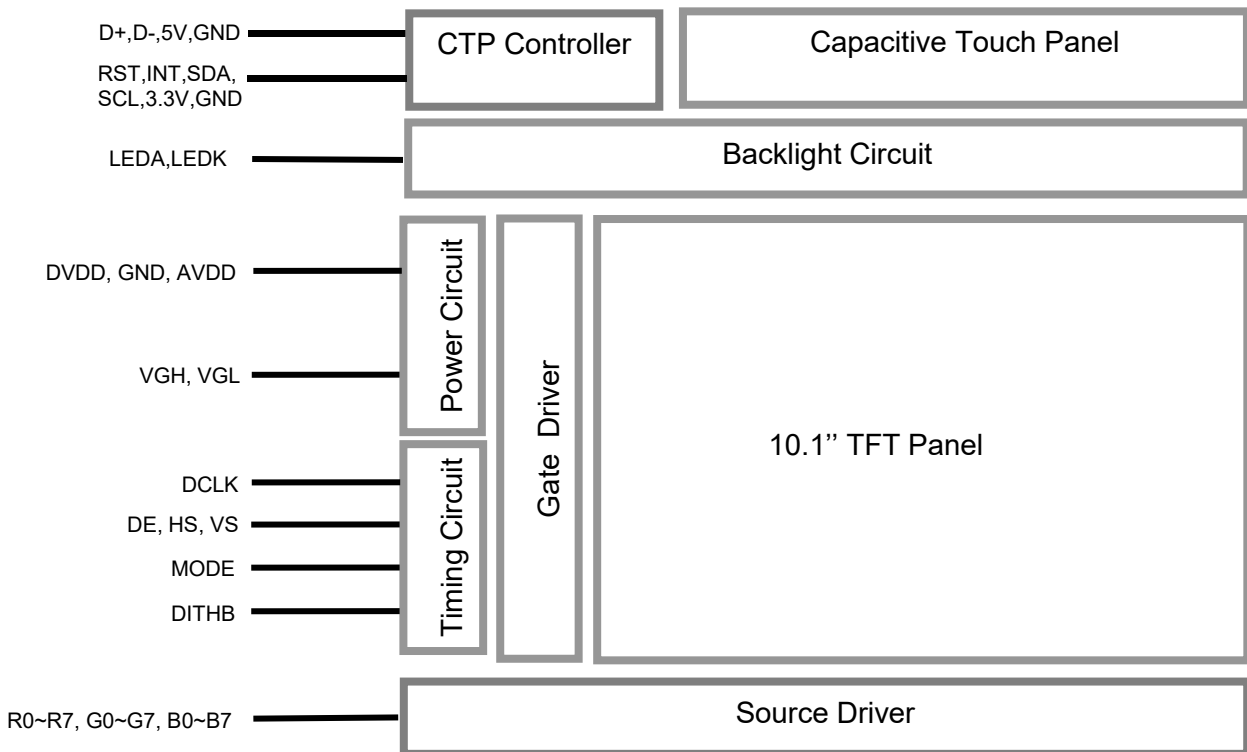 D+,D-,5V,GND
CTP Controller
Capacitive Touch Panel
RST,INT,SDA,
SCL,3.3V,GND
LEDA,LEDK
Backlight Circuit
DVDD, GND, AVDD
VGH, VGL
Power Circuit
Gate Driver
10.1’’ TFT Panel
DCLK
DE, HS, VS
MODE
DITHB
Timing Circuit
R0~R7, G0~G7, B0~B7
Source Driver